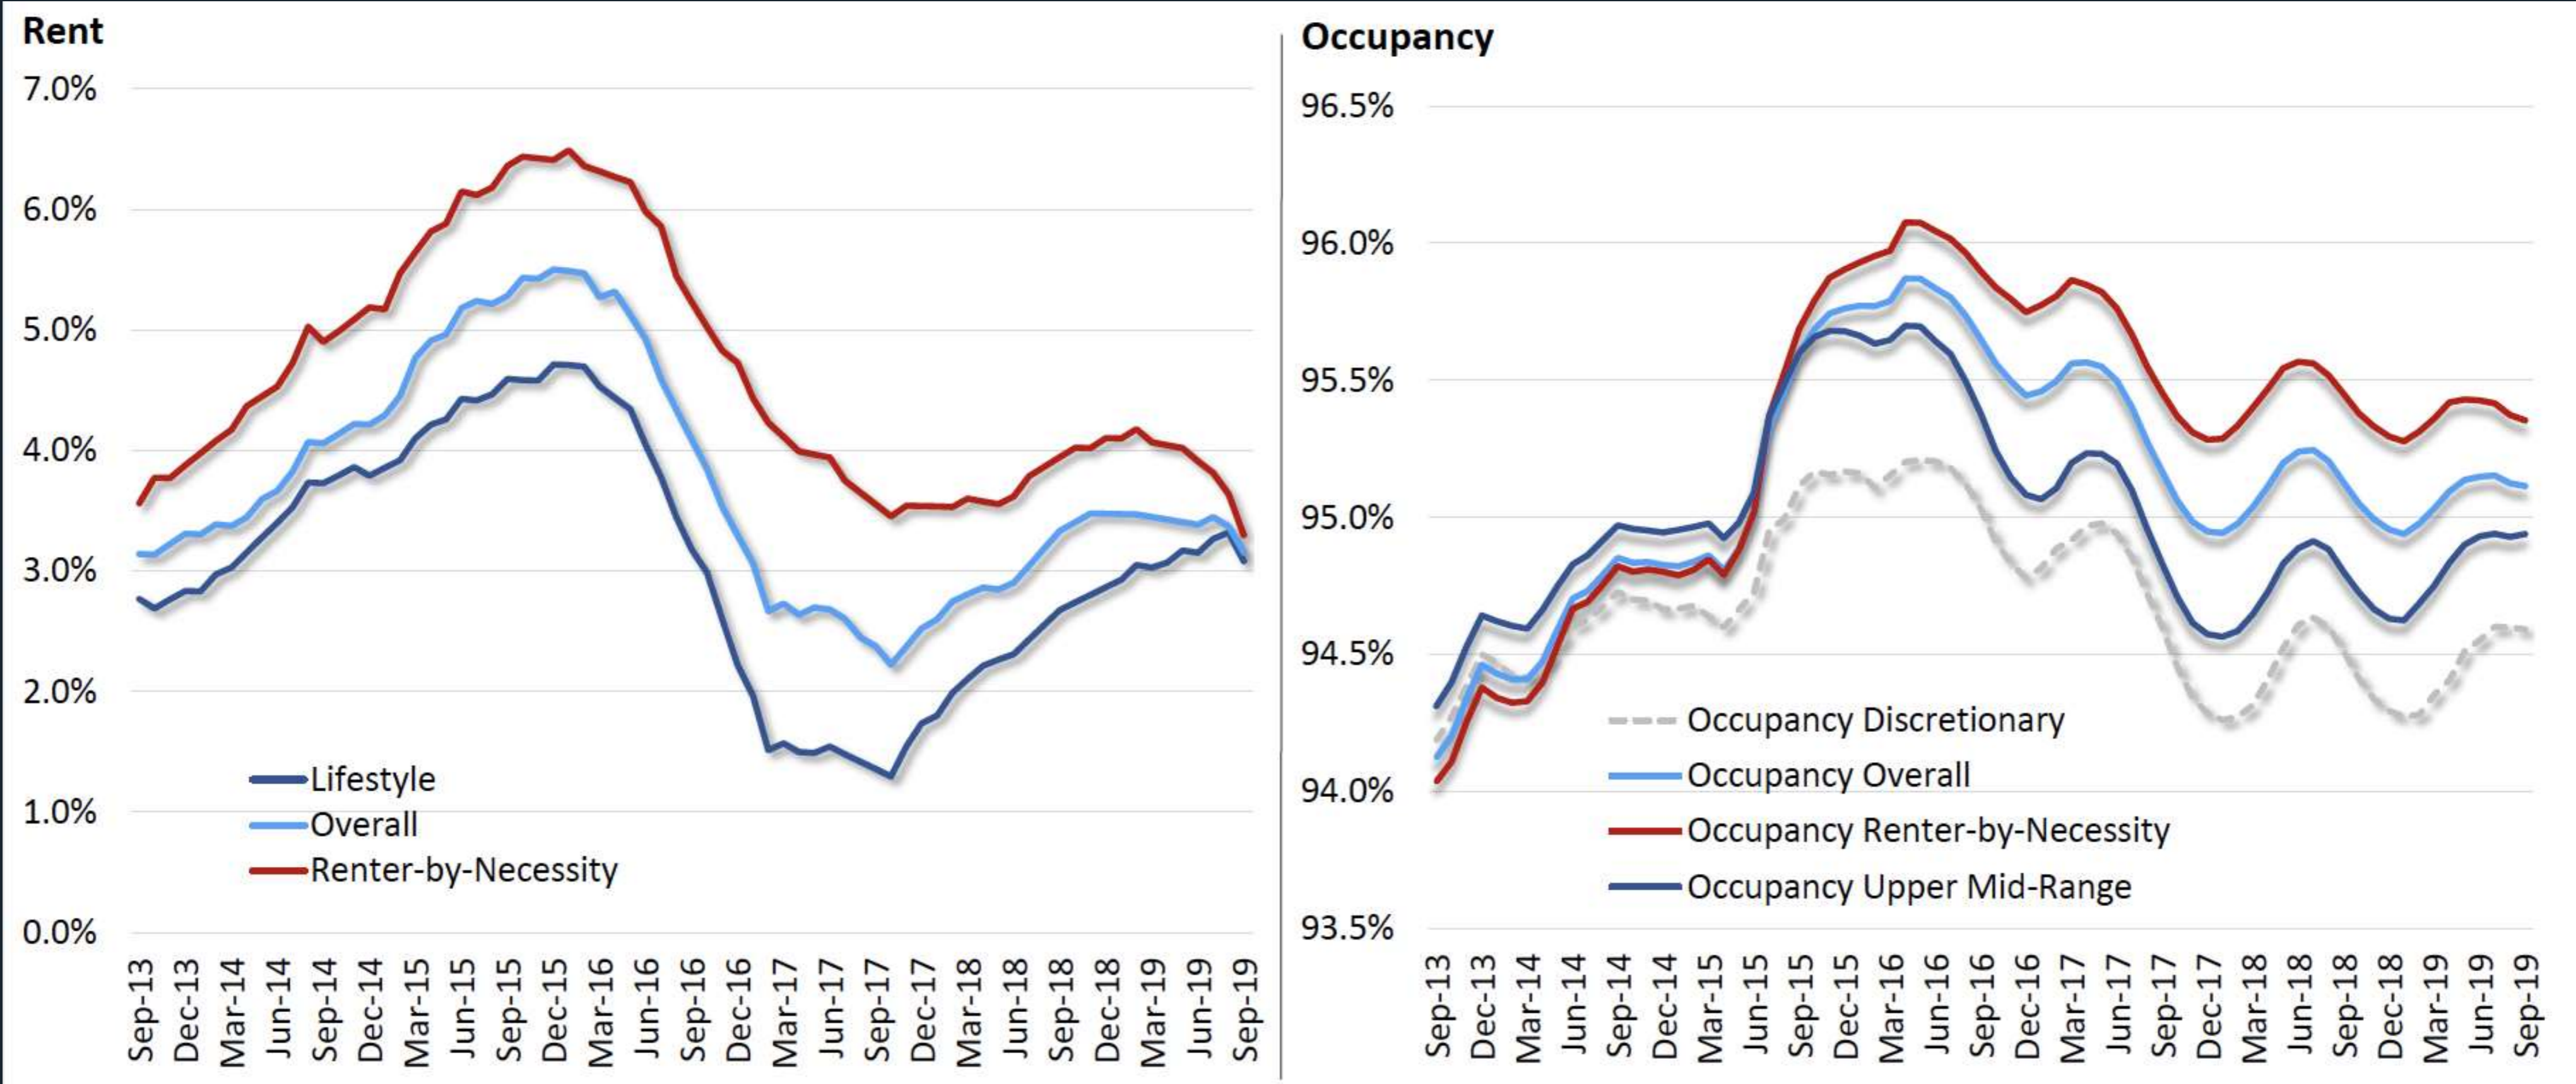 Rent
7.0%
6.0%
5.0%
4.0%
3.0%
2.0%
1.0%
0.0%
Lifestyle
Overall
Renter-by-Necessity
Sep-13
Dec-13
Mar-14
Jun-14
Sep-14
Dec-14
Mar-15
Jun-15
Sep-15
Dec-15
Mar-16
Jun-16
Sep-16
Dec-16
Mar-17
Jun-17
Sep-17
Dec-17
Mar-18
Jun-18
Sep-18
Dec-18
Mar-19
Jun-19
Sep-19
Occupancy
96.5%
96.0%
95.5%
95.0%
94.5%
94.0%
93.5%
Occupancy Discretionary
Occupancy Overall
Occupancy Renter-by-Necessity
Occupancy Upper Mid-Range
Sep-13
Dec-13
Mar-14
Jun-14
Sep-14
Dec-14
Mar-15
Jun-15
Sep-15
Dec-15
Mar-16
Jun-16
Sep-16
Dec-16
Mar-17
Jun-17
Sep-17
Dec-17
Mar-18
Jun-18
Sep-18
Dec-18
Mar-19
Jun-19
Sep-19